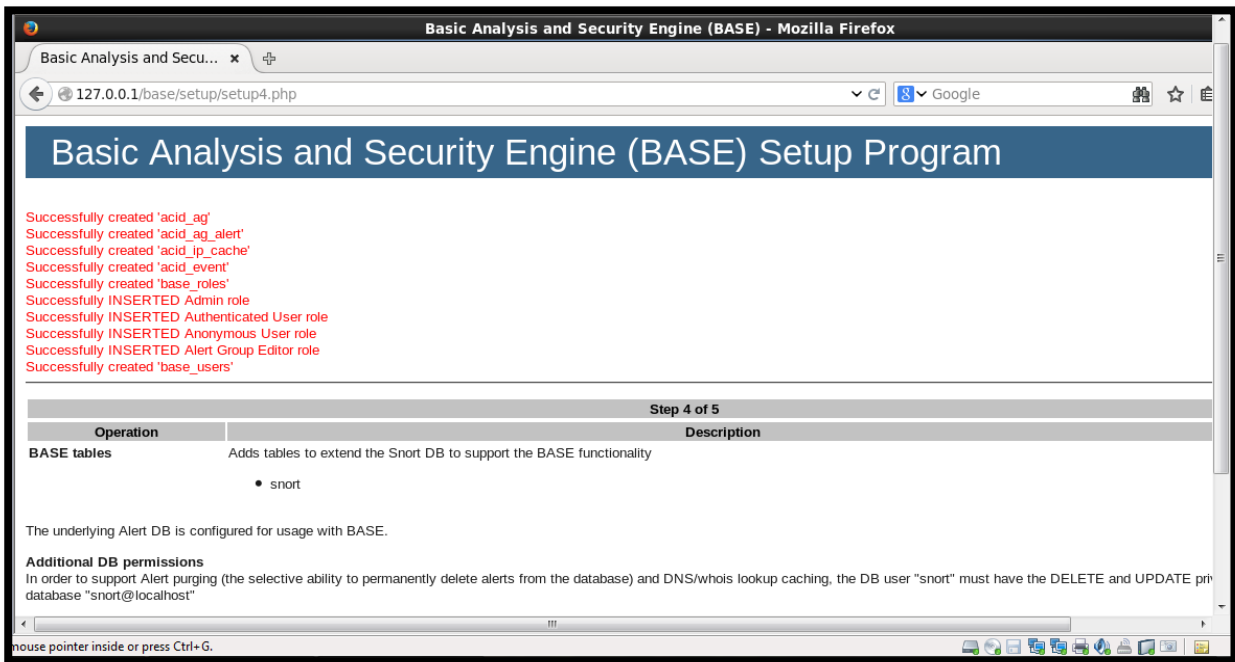 Basic Analysis and Security Engine (BASE) - Mozilla Firefox
Basic Analysis and Secu...
127.0.0.1/base/setup/setup4.php
Google
Basic Analysis and Security Engine (BASE) Setup Program
Successfully created 'acid_ag'
Successfully created 'acid_ag_alert'
Successfully created 'acid_ip_cache'
Successfully created 'acid_event'
Successfully created 'base_roles'
Successfully INSERTED Admin role
Successfully INSERTED Authenticated User role
Successfully INSERTED Anonymous User role
Successfully INSERTED Alert Group Editor role
Successfully created 'base_users'
Step 4 of 5
Operation Description
BASE tables Adds tables to extend the Snort DB to support the BASE functionality
• snort
The underlying Alert DB is configured for usage with BASE.
Additional DB permissions
In order to support Alert purging (the selective ability to permanently delete alerts from the database) and DNS/whois lookup caching, the DB user "snort" must have the DELETE and UPDATE
database "snort@localhost"
mouse pointer inside or press Ctrl+G.